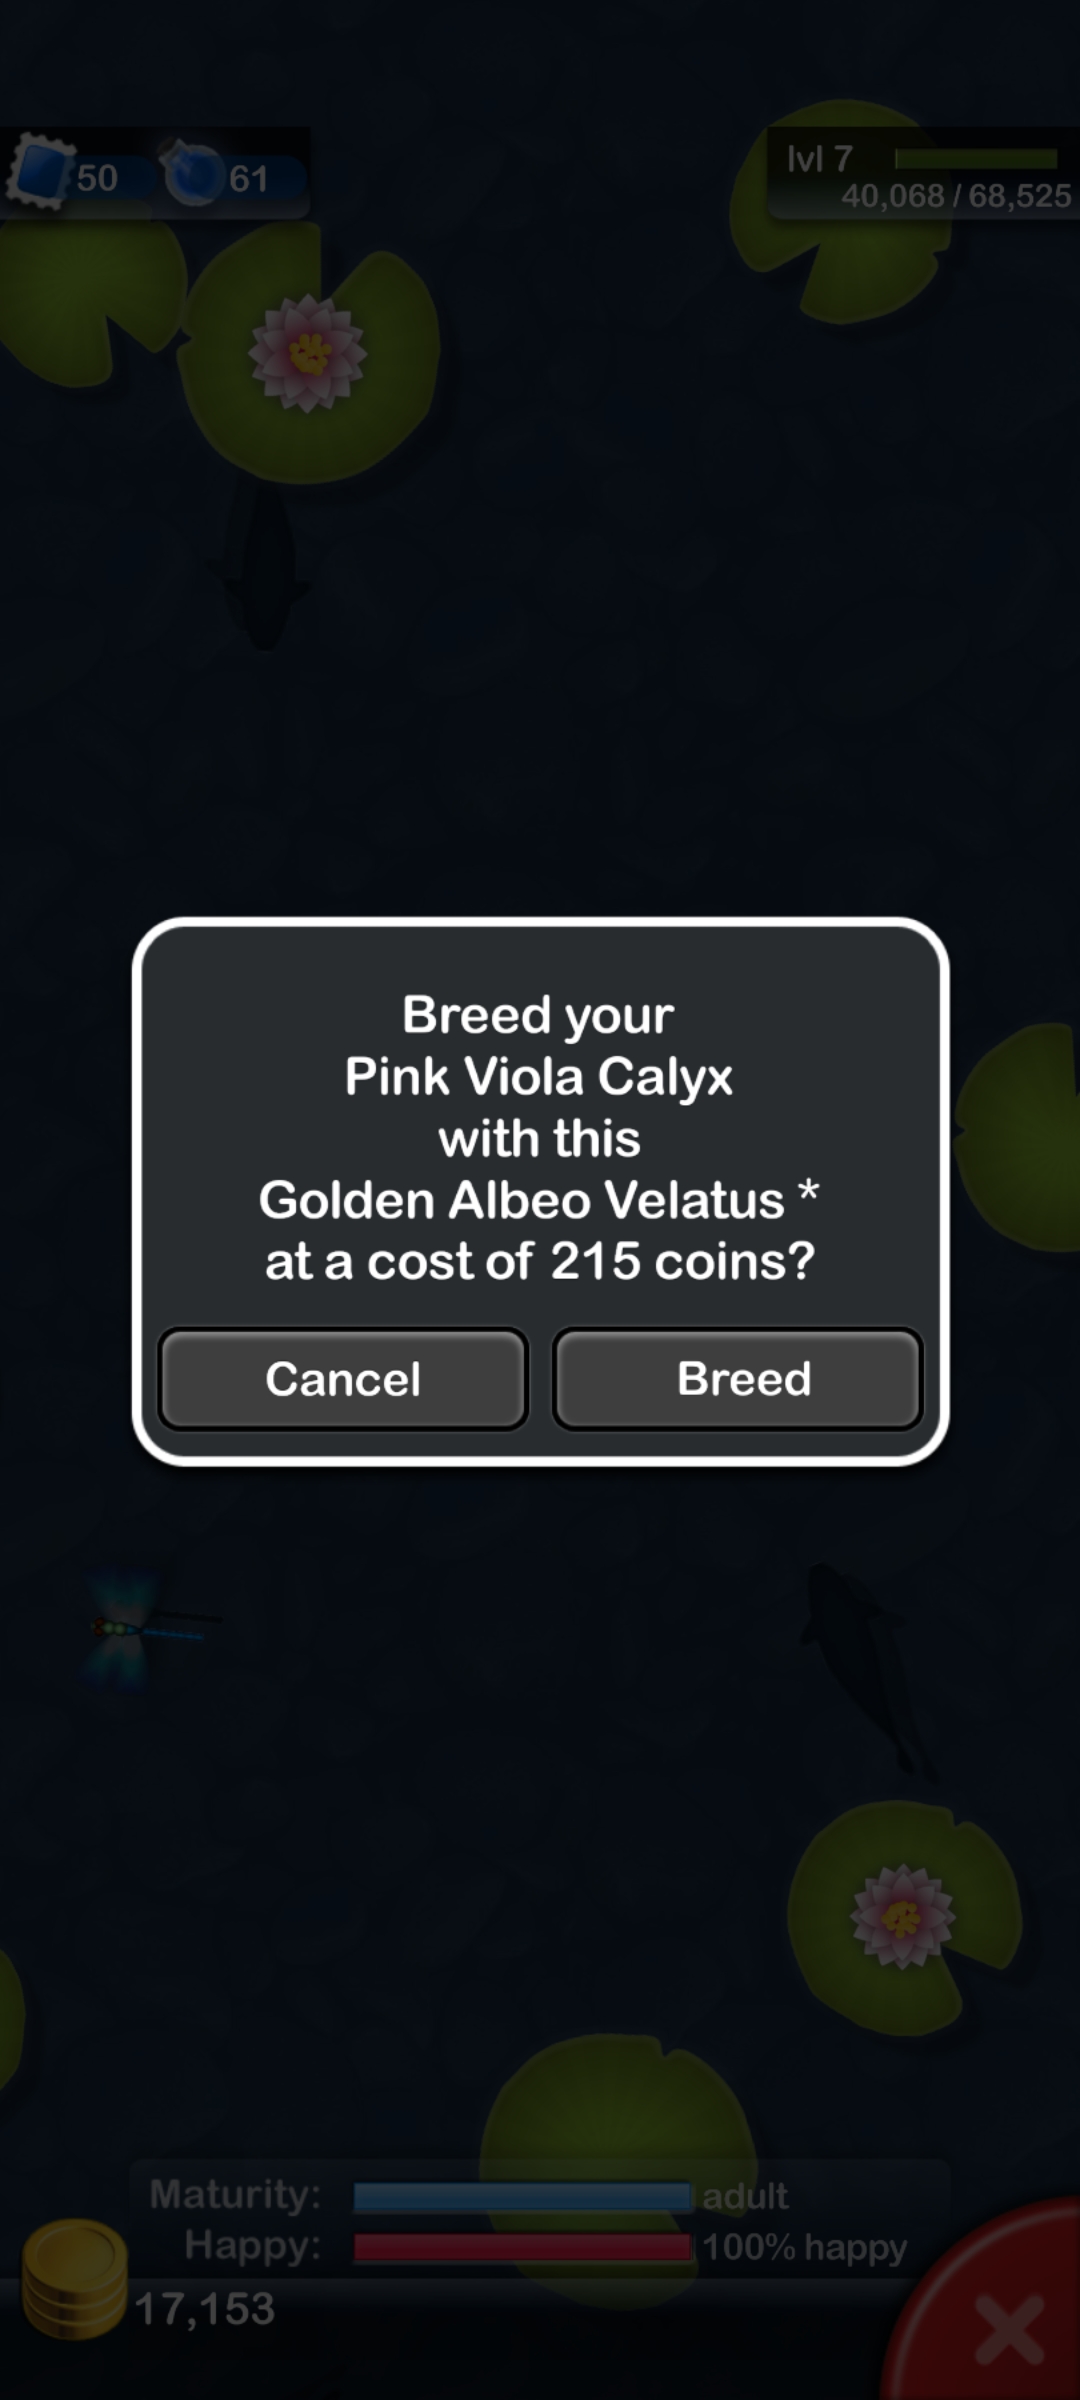 50
61
lvl 7
40,068 / 68,525
Breed your
Pink Viola Calyx
with this
Golden Albeo Velatus *
at a cost of 215 coins?
Cancel
Breed
Maturity:
adult
Happy:
100% happy
17,153